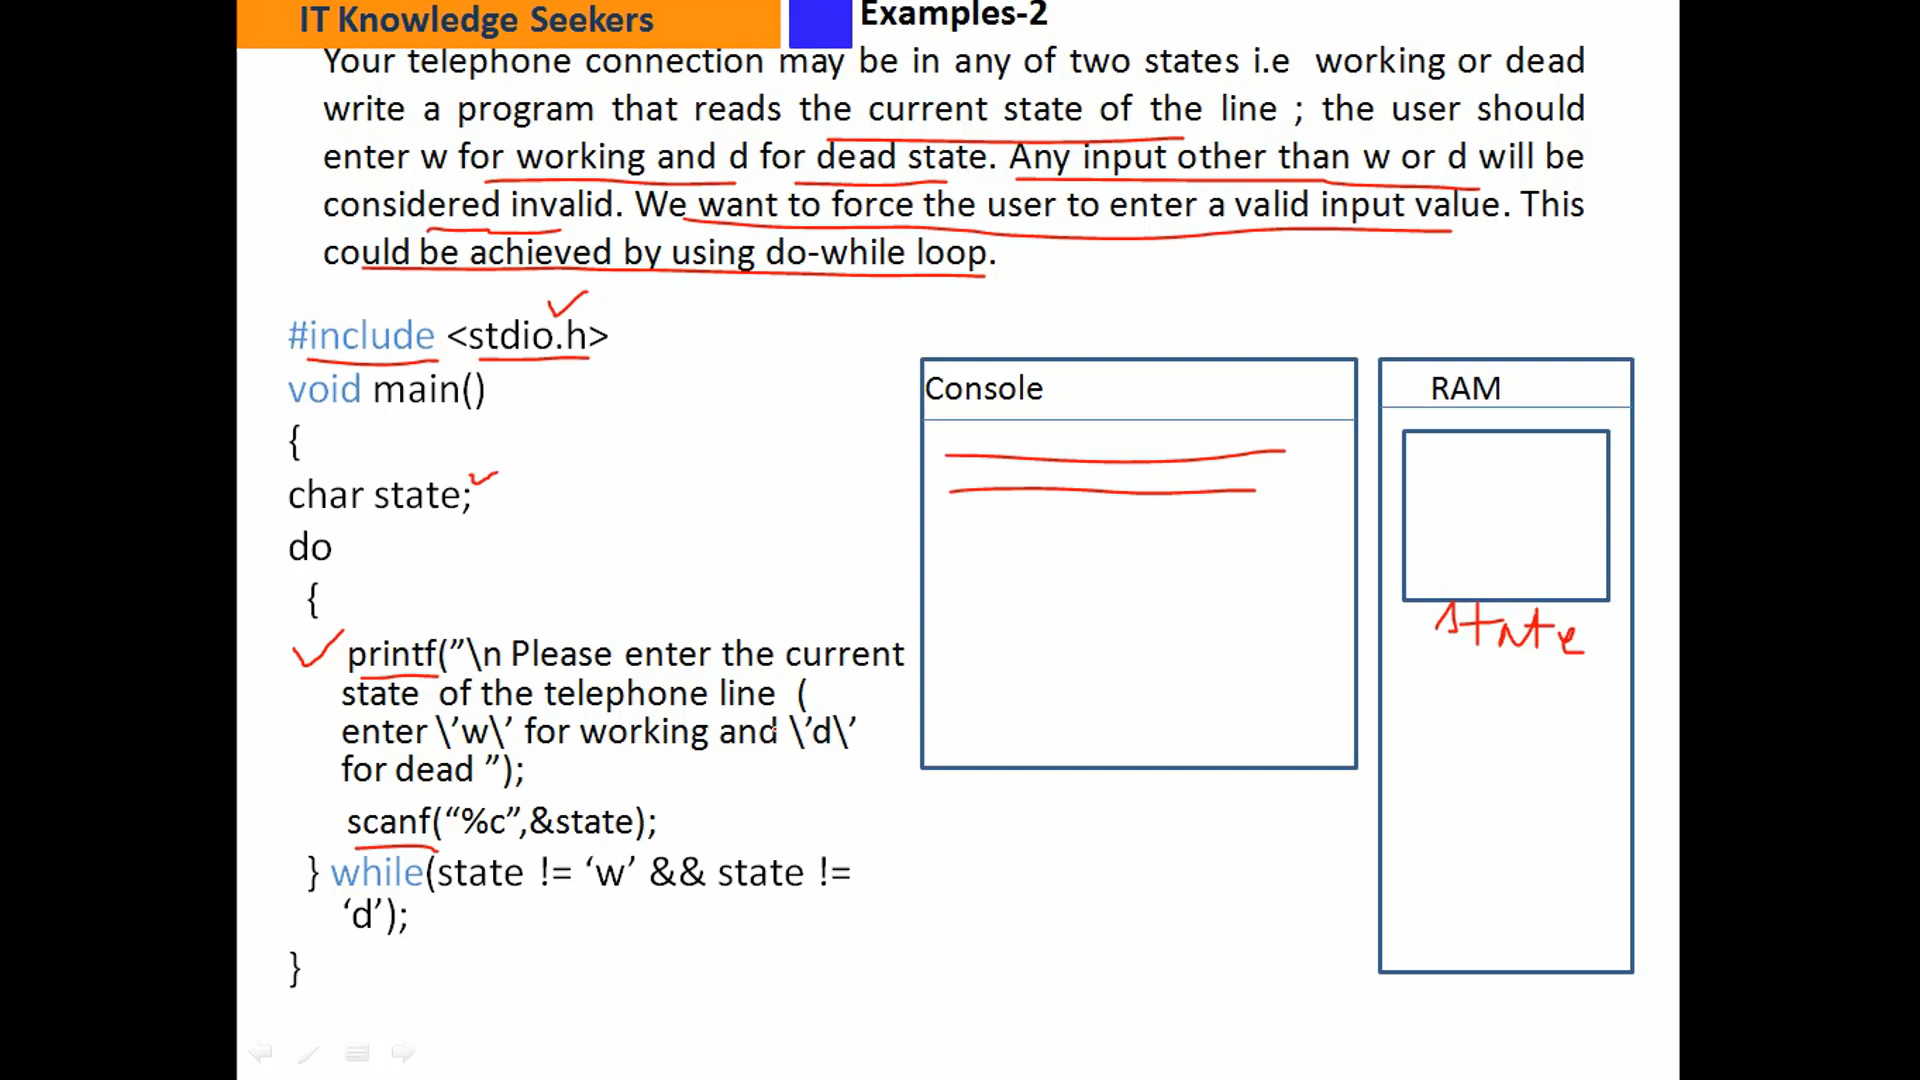 IT Knowledge Seekers
Examples-2
Your telephone connection may be in any of two states i.e working or dead
write a program that reads the current state of the line ; the user should
enter w for working and d for dead state. Any input other than w or d will be
considered invalid. We want to force the user to enter a valid input value. This
could be achieved by using do-while loop.
#include <stdio.h>
void main()
{
char state;
do
{
printf(”\n Please enter the current
state of the telephone line (
enter \’w\’ for working and \’d\’
for dead ”);
scanf(“%c”,&state);
} while(state != ‘w’ && state !=
‘d’);
}
Console
RAM
state